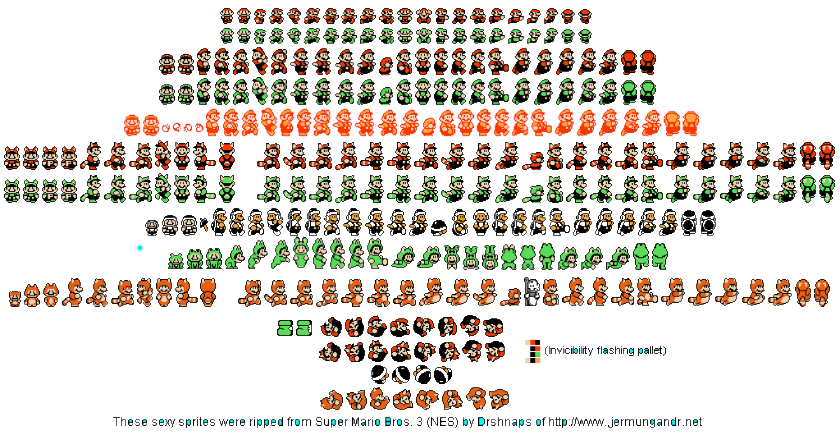 (Invicibility flashing pallet)
These sexy sprites were ripped from Super Mario Bros. 3 (NES) by Drshnaps of http://www.jermungandr.net